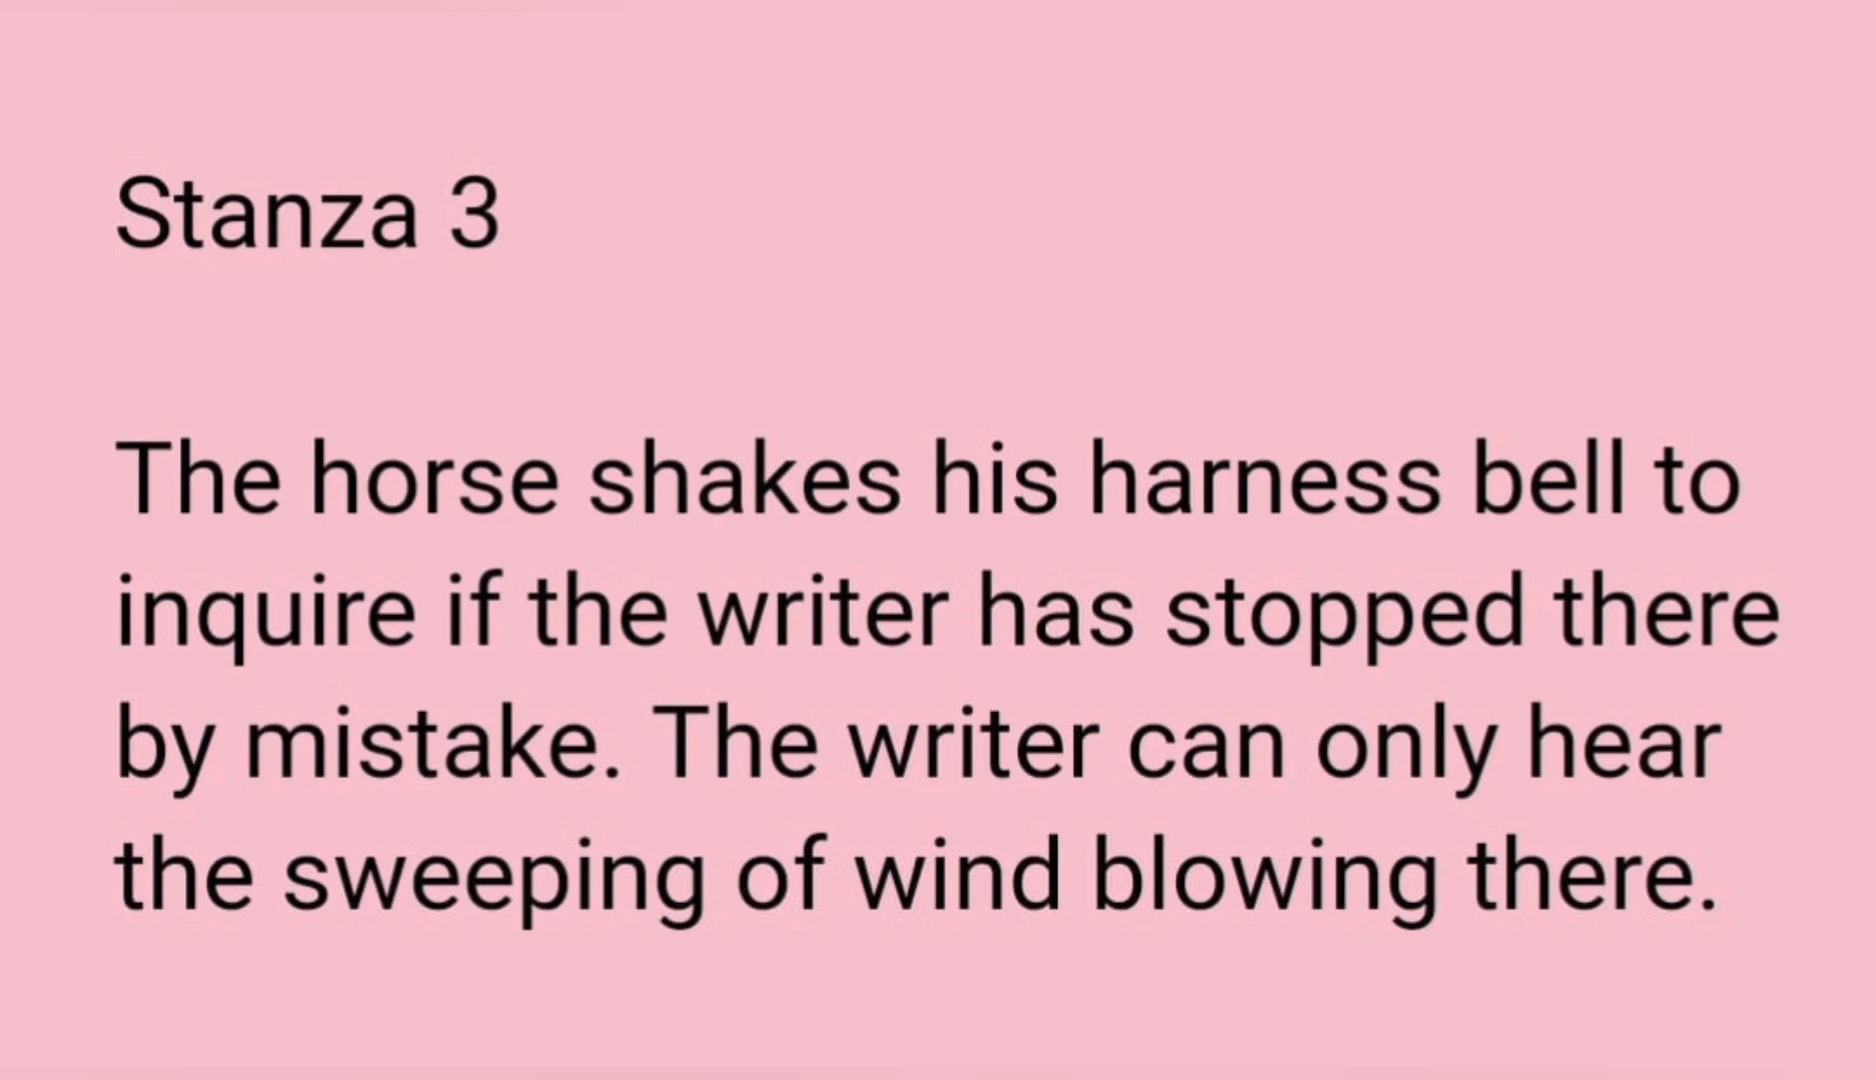 Stanza 3
The horse shakes his harness bell to
inquire if the writer has stopped there
by mistake. The writer can only hear
the sweeping of wind blowing there.